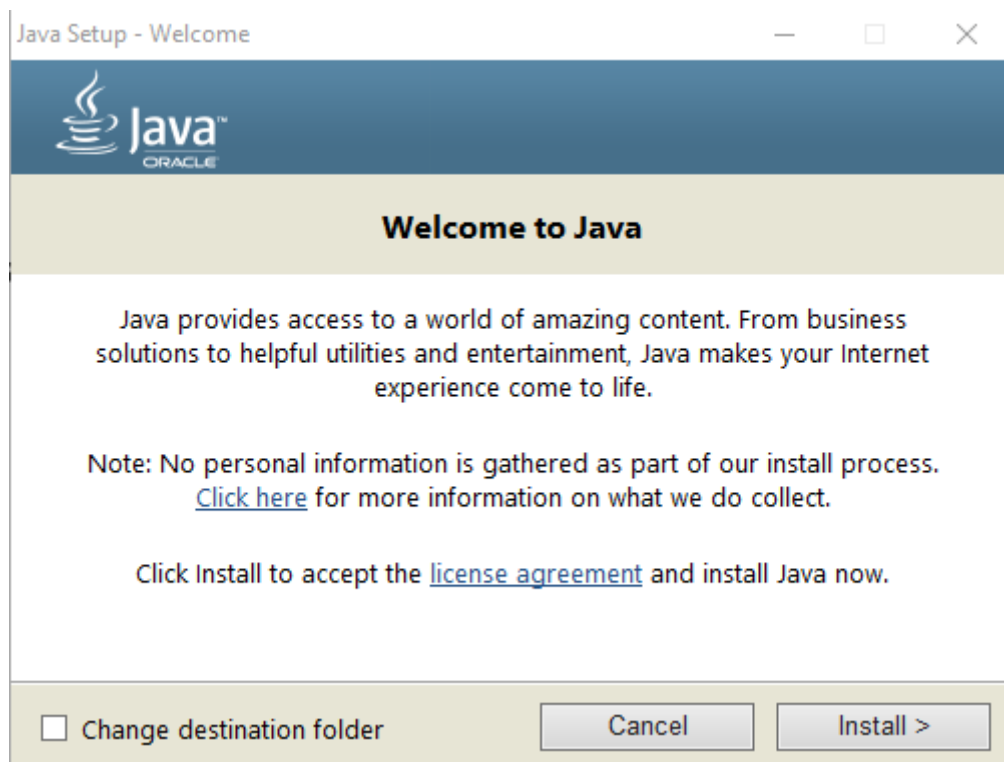 Java Setup - Welcome
Java™
ORACLE
Welcome to Java
Java provides access to a world of amazing content. From business
solutions to helpful utilities and entertainment, Java makes your Internet
experience come to life.
Note: No personal information is gathered as part of our install process.
Click here for more information on what we do collect.
Click Install to accept the license agreement and install Java now.
Change destination folder
Cancel
Install >